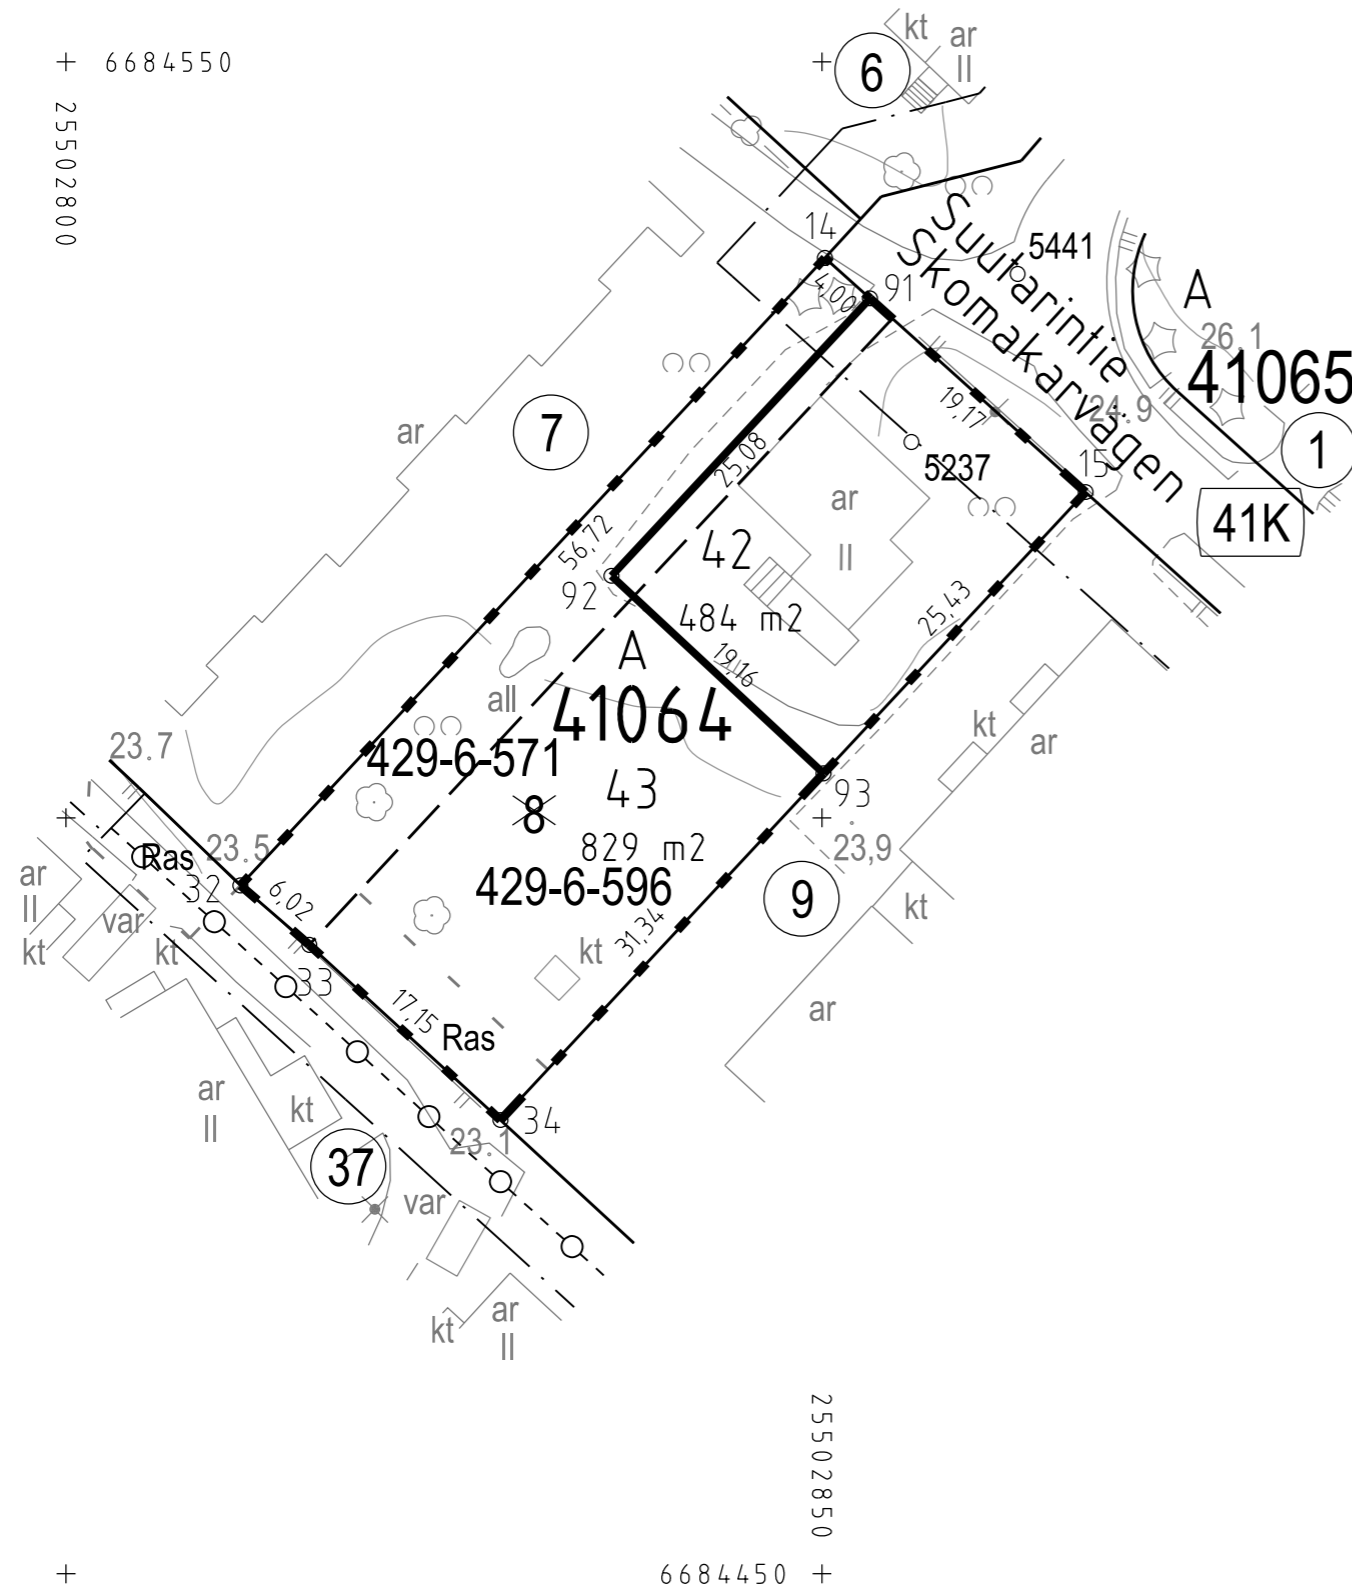 kt
ar
II
6684550
6
25502800
14
5441
Suutarintie
Skomakarvägen
A
4,00
91
26,1
41065
24.9
19,17
1
7
ar
25,08
15
5237
41K
ar
II
42
56,72
92
484 m2
25,43
A
19,16
all
41064
kt
ar
23.7
429-6-571
43
93
8
829 m2
23,9
Ras
23.5
32
6,02
429-6-596
9
ar
II
kt
var
kt
kt
31,34
kt
33
17,15
Ras
ar
ar
II
kt
34
23.1
37
var
kt
ar
II
25502850
6684450